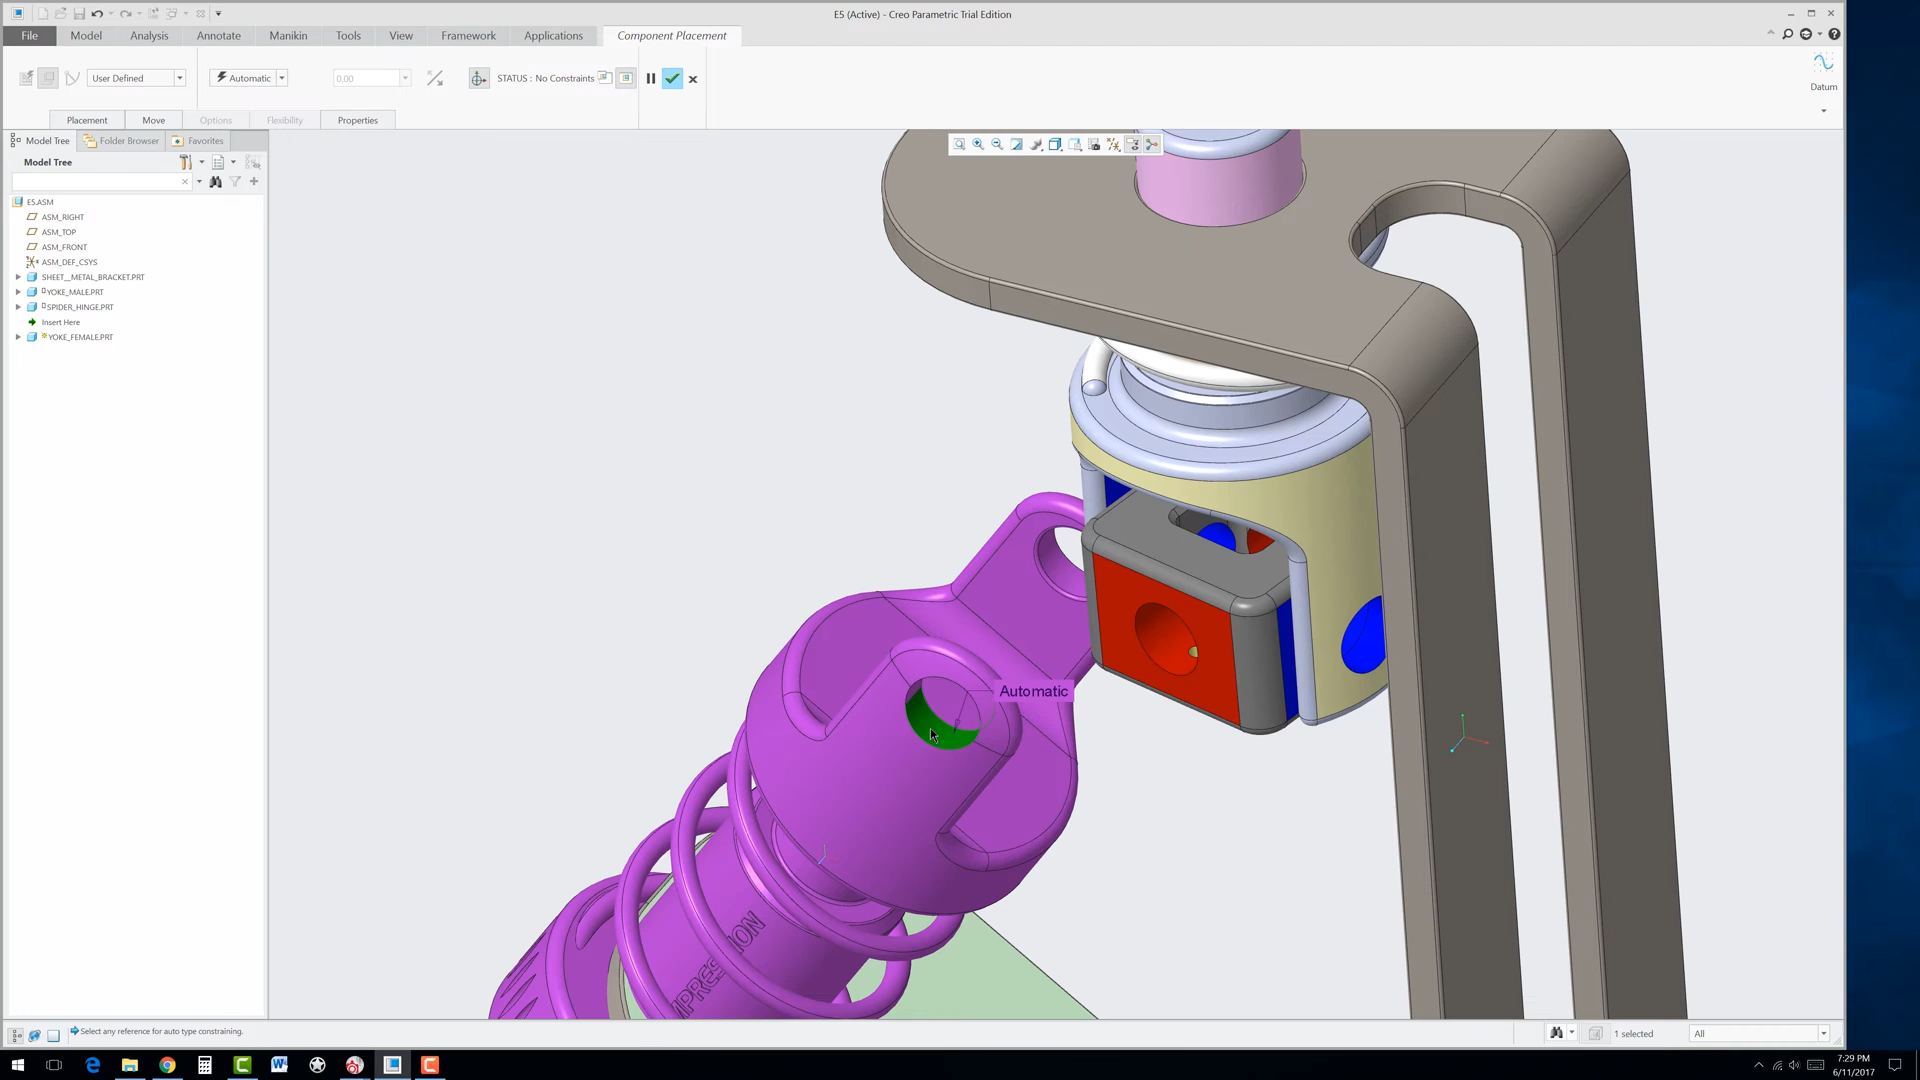 E5 (Active) - Creo Parametric Trial Edition
File
Model
Analysis
Annotate
Manikin
Tools
View
Framework
Applications
Component Placement
User Defined
Automatic
0.00
STATUS : No Constraints
Datum
Placement
Move
Options
Flexibility
Properties
Model Tree
Folder Browser
Favorites
Model Tree
E5.ASM
ASM_RIGHT
ASM_TOP
ASM_FRONT
ASM_DEF_CSYS
SHEET__METAL_BRACKET.PRT
YOKE_MALE.PRT
SPIDER_HINGE.PRT
Insert Here
YOKE_FEMALE.PRT
Automatic
Select any reference for auto type constraining.
1 selected
All
7:29 PM
6/11/2017